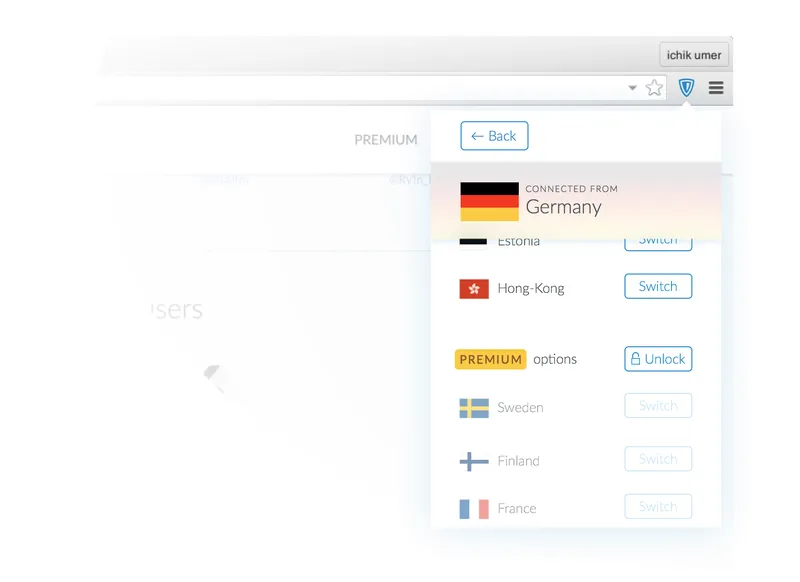 ichik umer
PREMIUM
← Back
CONNECTED FROM
Germany
Estonia Switch
Hong-Kong Switch
users
PREMIUM options Unlock
Sweden Switch
Finland Switch
France Switch